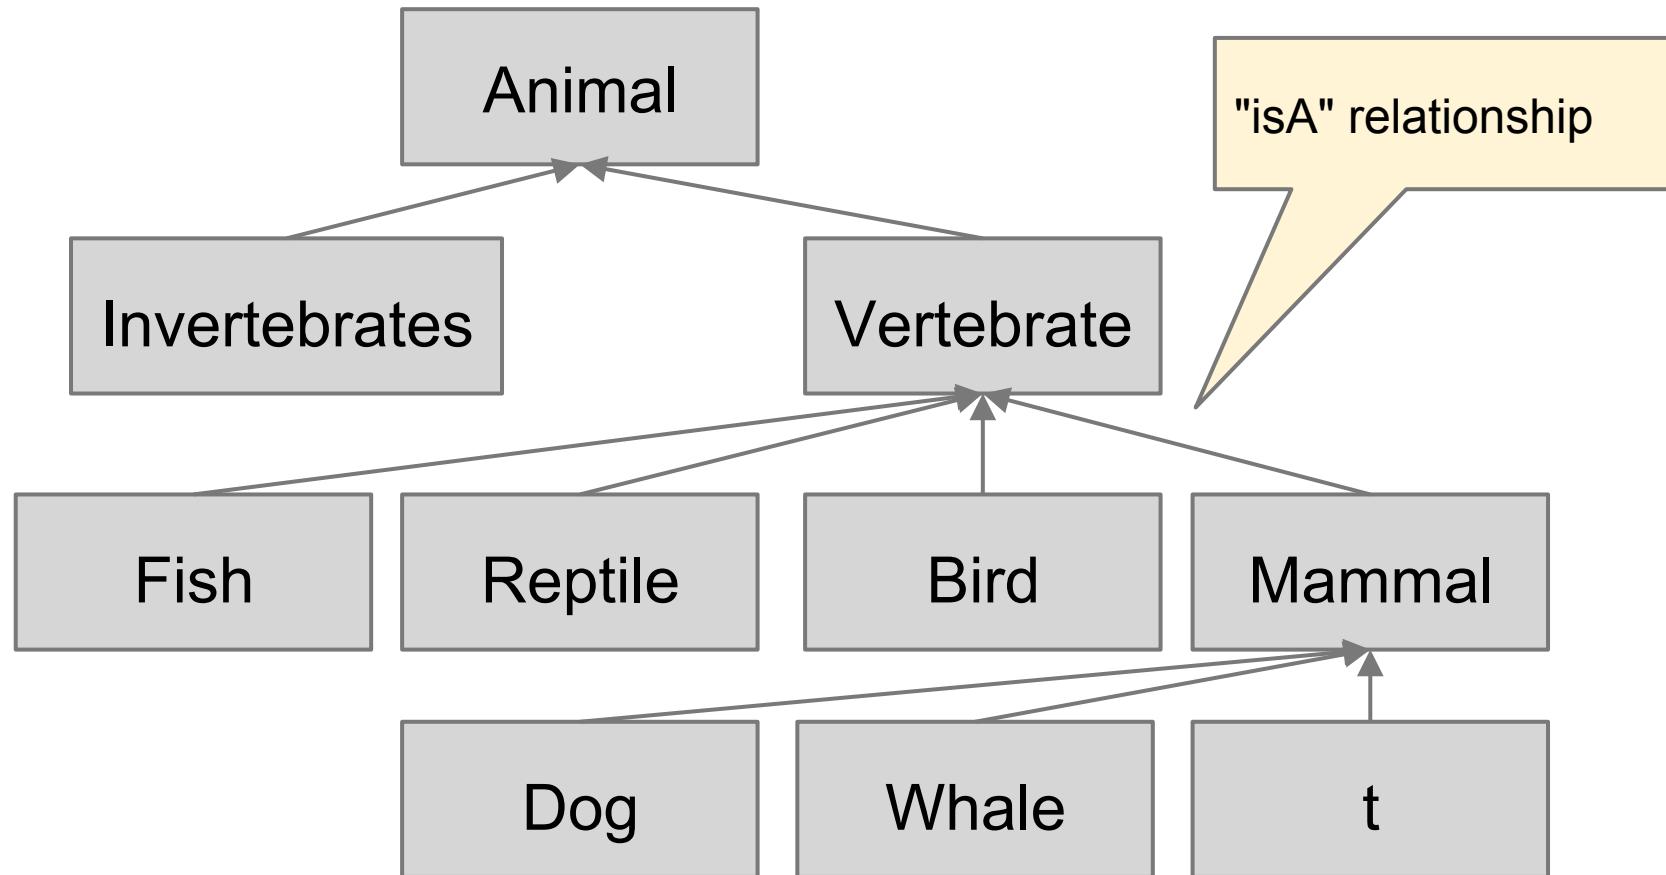 Animal
"isA" relationship
Invertebrates
Vertebrate
Fish
Reptile
Bird
Mammal
Dog
Whale
t